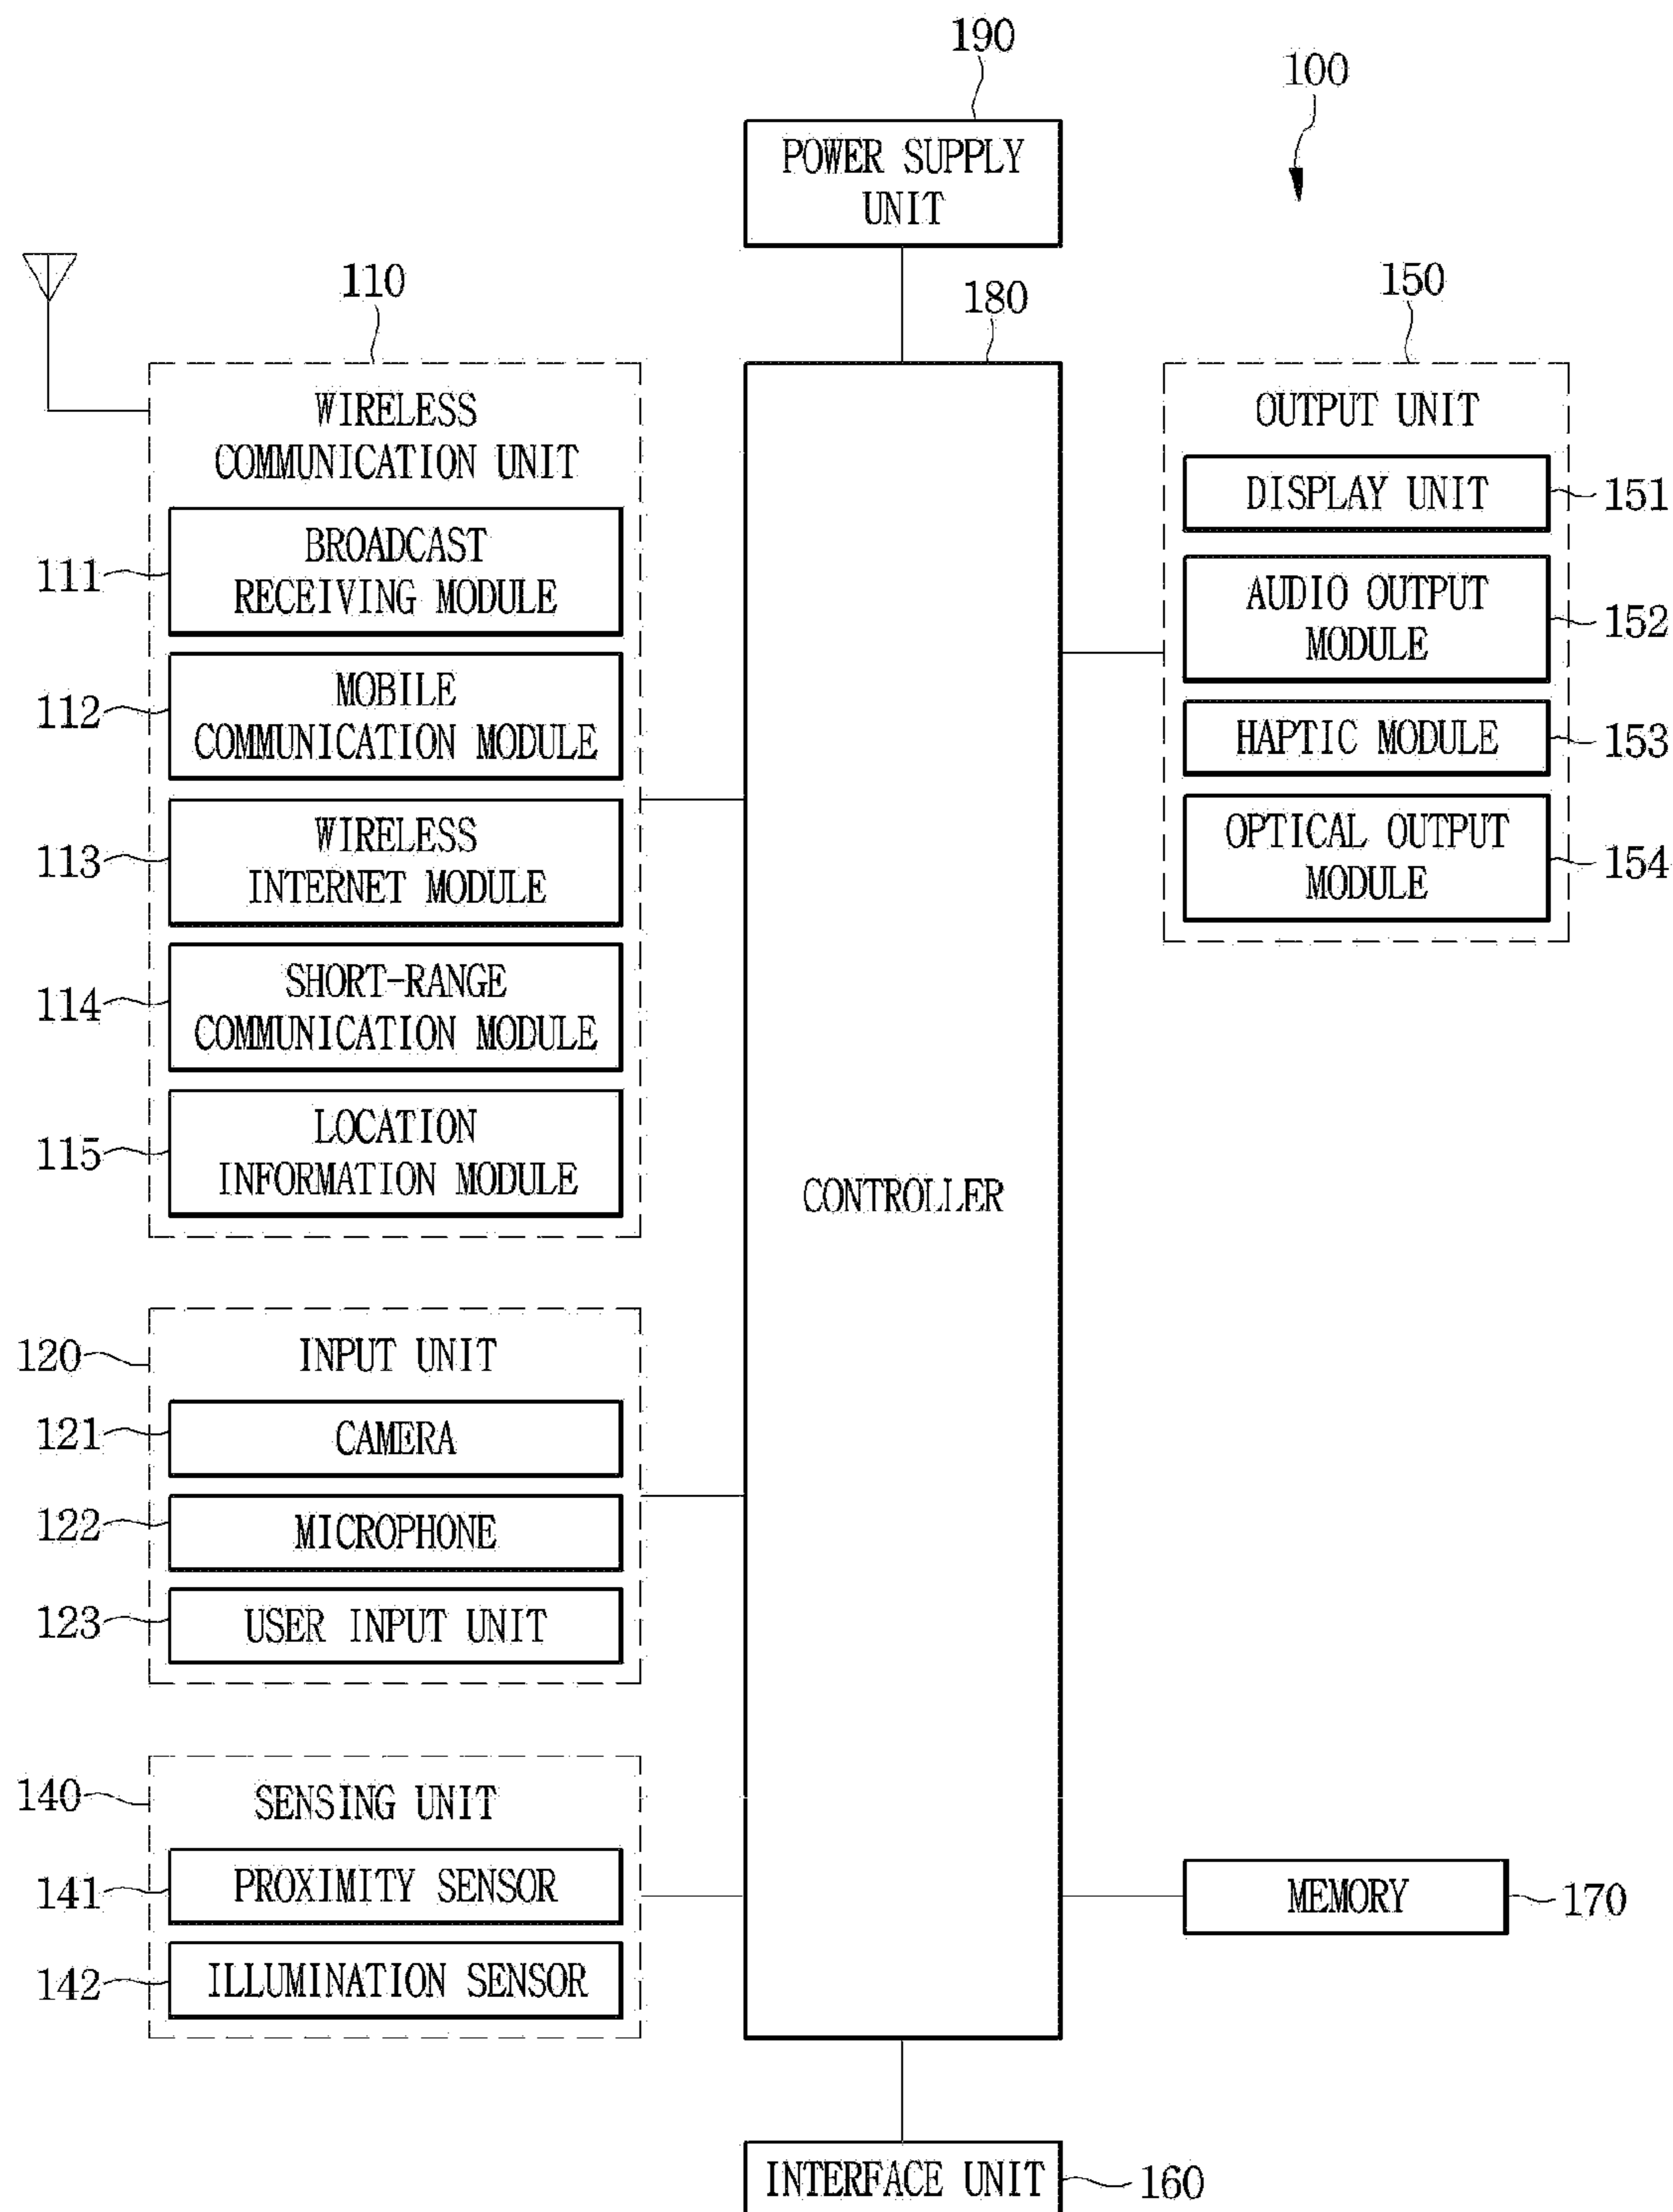 190
100
POWER SUPPLY
UNIT
110
180
150
WIRELESS
COMMUNICATION UNIT
111
BROADCAST
RECEIVING MODULE
112
MOBILE
COMMUNICATION MODULE
113
WIRELESS
INTERNET MODULE
114
SHORT-RANGE
COMMUNICATION MODULE
115
LOCATION
INFORMATION MODULE
120
INPUT UNIT
121
CAMERA
122
MICROPHONE
123
USER INPUT UNIT
140
SENSING UNIT
141
PROXIMITY SENSOR
142
ILLUMINATION SENSOR
CONTROLLER
OUTPUT UNIT
DISPLAY UNIT
151
AUDIO OUTPUT
MODULE
152
HAPTIC MODULE
153
OPTICAL OUTPUT
MODULE
154
MEMORY
170
INTERFACE UNIT
160